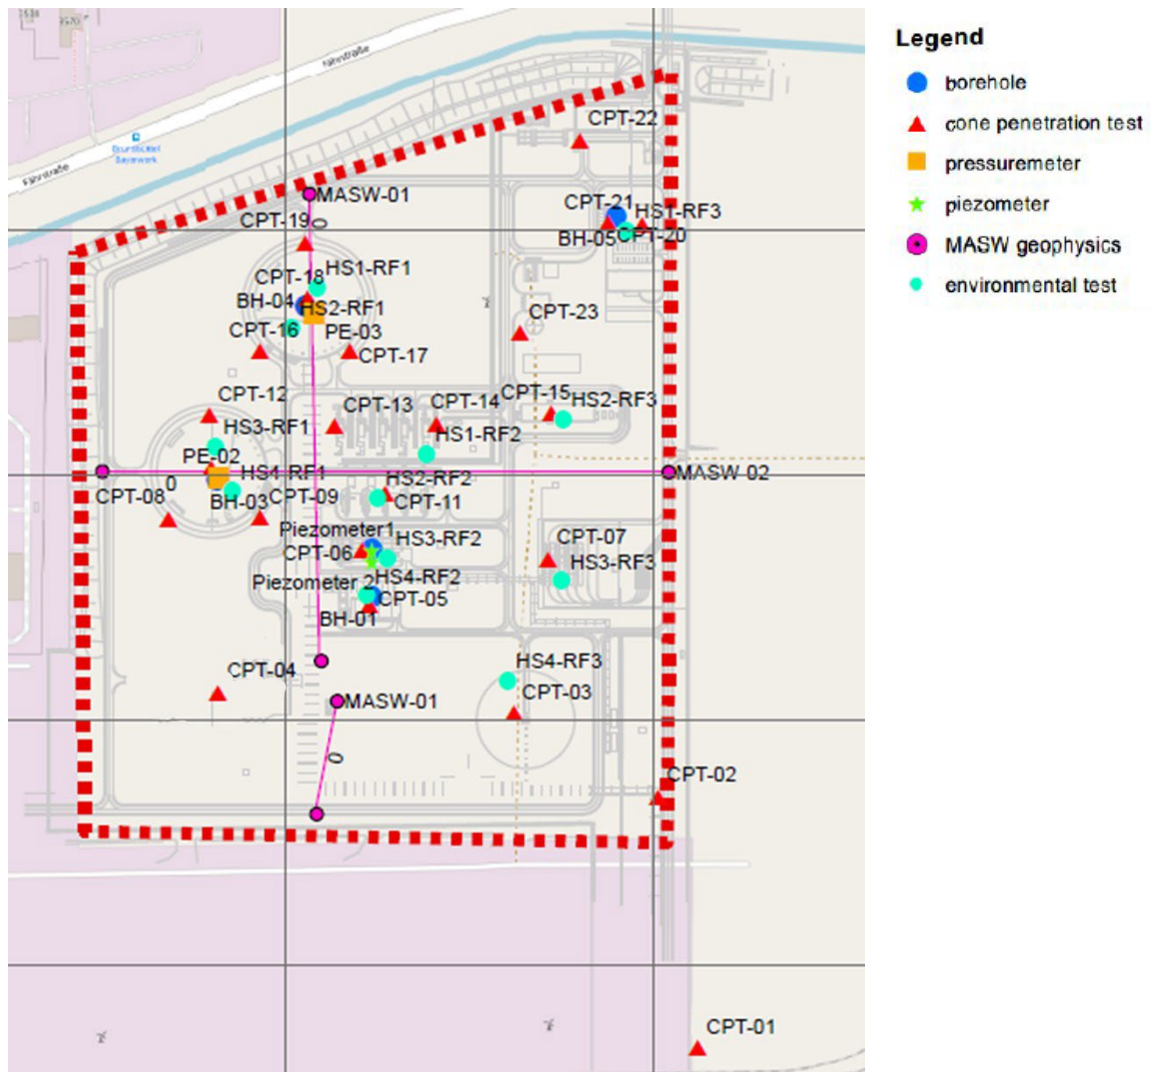 Fährstraße
Fährstraße
Brunsbüttel
Bayerwerk
CPT-22
MASW-01
0
CPT-19
CPT-21
HS1-RF3
BH-05
CPT-20
CPT-18
HS1-RF1
BH-04
HS2-RF1
CPT-16
PE-03
CPT-17
CPT-23
CPT-12
CPT-13
CPT-14
CPT-15
HS2-RF3
HS3-RF1
HS1-RF2
PE-02
HS4-RF1
MASW-02
CPT-08
0
BH-03
CPT-09
HS2-RF2
CPT-11
Piezometer1
HS3-RF2
CPT-06
CPT-07
HS3-RF3
Piezometer 2
HS4-RF2
CPT-05
BH-01
CPT-04
HS4-RF3
CPT-03
MASW-01
0
CPT-02
CPT-01
Legend
borehole
cone penetration test
pressuremeter
piezometer
MASW geophysics
environmental test